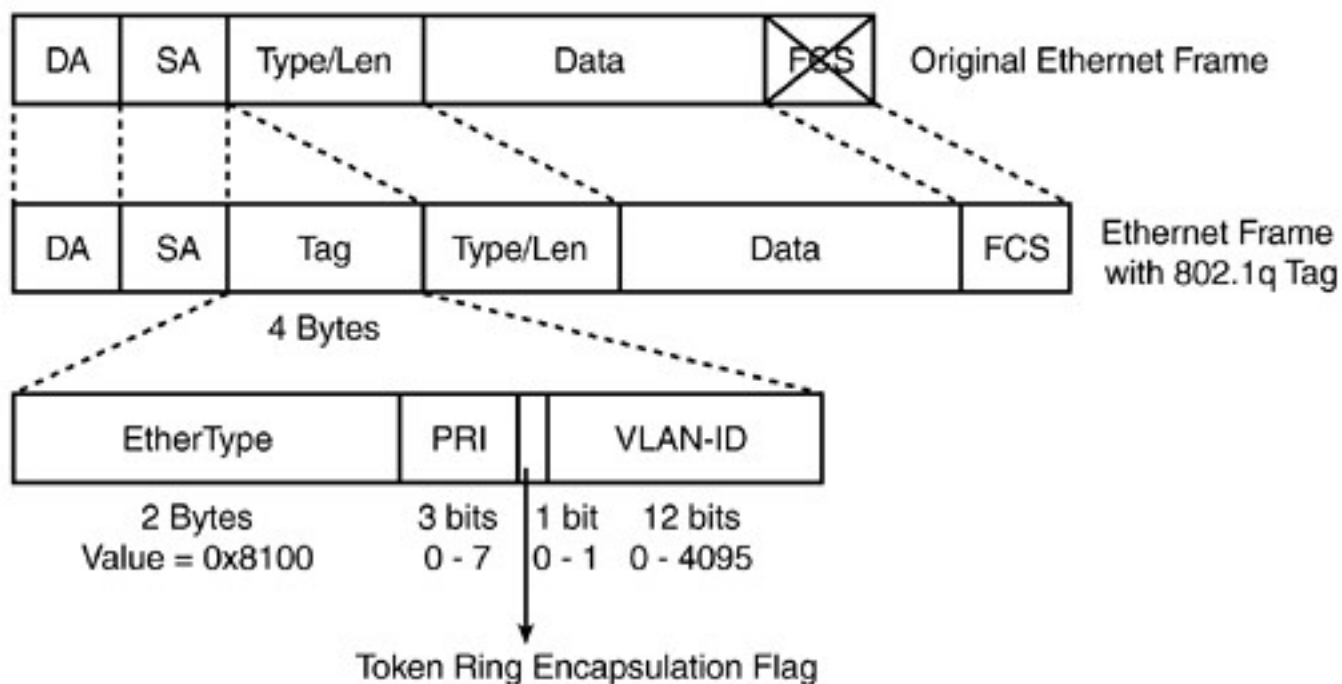 DA SA Type/Len Data FCS Original Ethernet Frame
DA SA Tag Type/Len Data FCS Ethernet Frame
with 802.1q Tag
4 Bytes
EtherType PRI VLAN-ID
2 Bytes 3 bits 1 bit 12 bits
Value = 0x8100 0 - 7 0 - 1 0 - 4095
Token Ring Encapsulation Flag